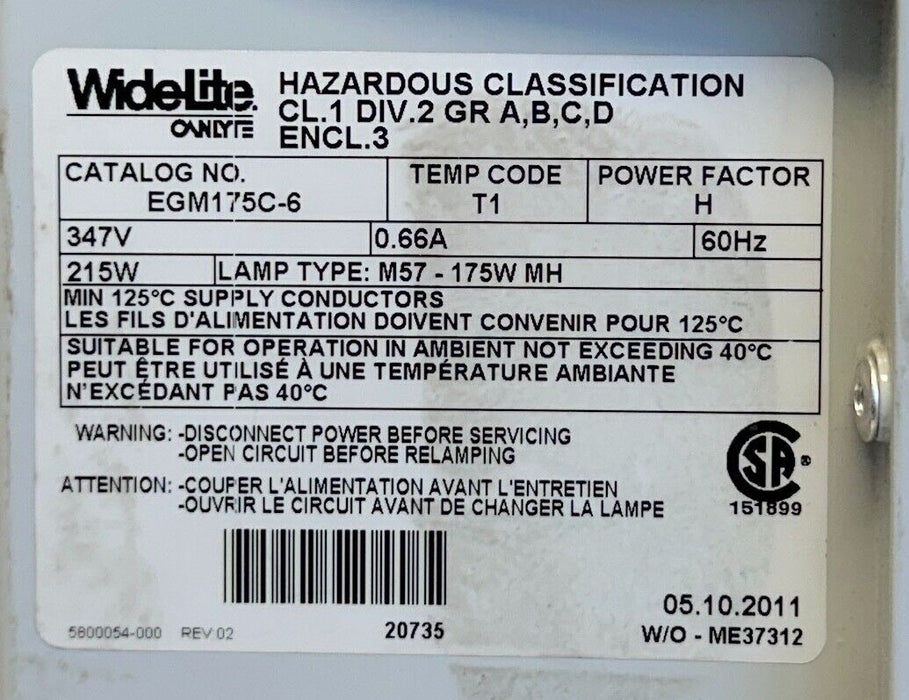 Wide-Lite.
CANLYTE
HAZARDOUS CLASSIFICATION
CL.1 DIV.2 GR A,B,C,D
ENCL.3
CATALOG NO.
EGM175C-6
TEMP CODE
T1
POWER FACTOR
H
347V
0.66A
60Hz
215W
LAMP TYPE: M57 - 175W MH
MIN 125°C SUPPLY CONDUCTORS
LES FILS D'ALIMENTATION DOIVENT CONVENIR POUR 125°C
SUITABLE FOR OPERATION IN AMBIENT NOT EXCEEDING 40°C
PEUT ÊTRE UTILISÉ À UNE TEMPÉRATURE AMBIANTE
N'EXCÉDANT PAS 40°C
WARNING: -DISCONNECT POWER BEFORE SERVICING
-OPEN CIRCUIT BEFORE RELAMPING
ATTENTION: -COUPER L'ALIMENTATION AVANT L'ENTRETIEN
-OUVRIR LE CIRCUIT AVANT DE CHANGER LA LAMPE
SA ®
151899
05.10.2011
5800054-000 REV 02
20735
W/O - ME37312